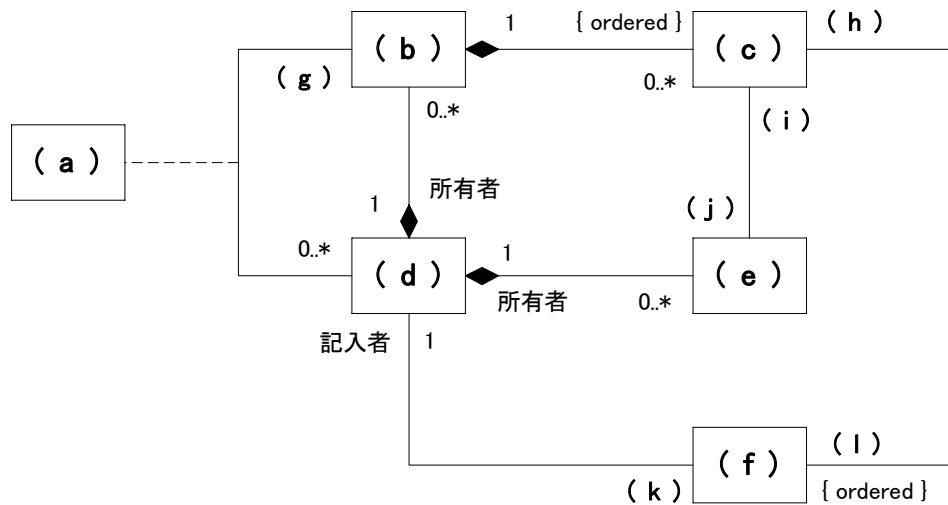 1 { ordered } ( h )
( b ) ( c )
( g )
0..* 0..*
( a ) ( i )
所有者
1 ( j )
0..* 1
( d ) ( e )
所有者 0..*
記入者 1
( f ) ( l )
( k ) { ordered }